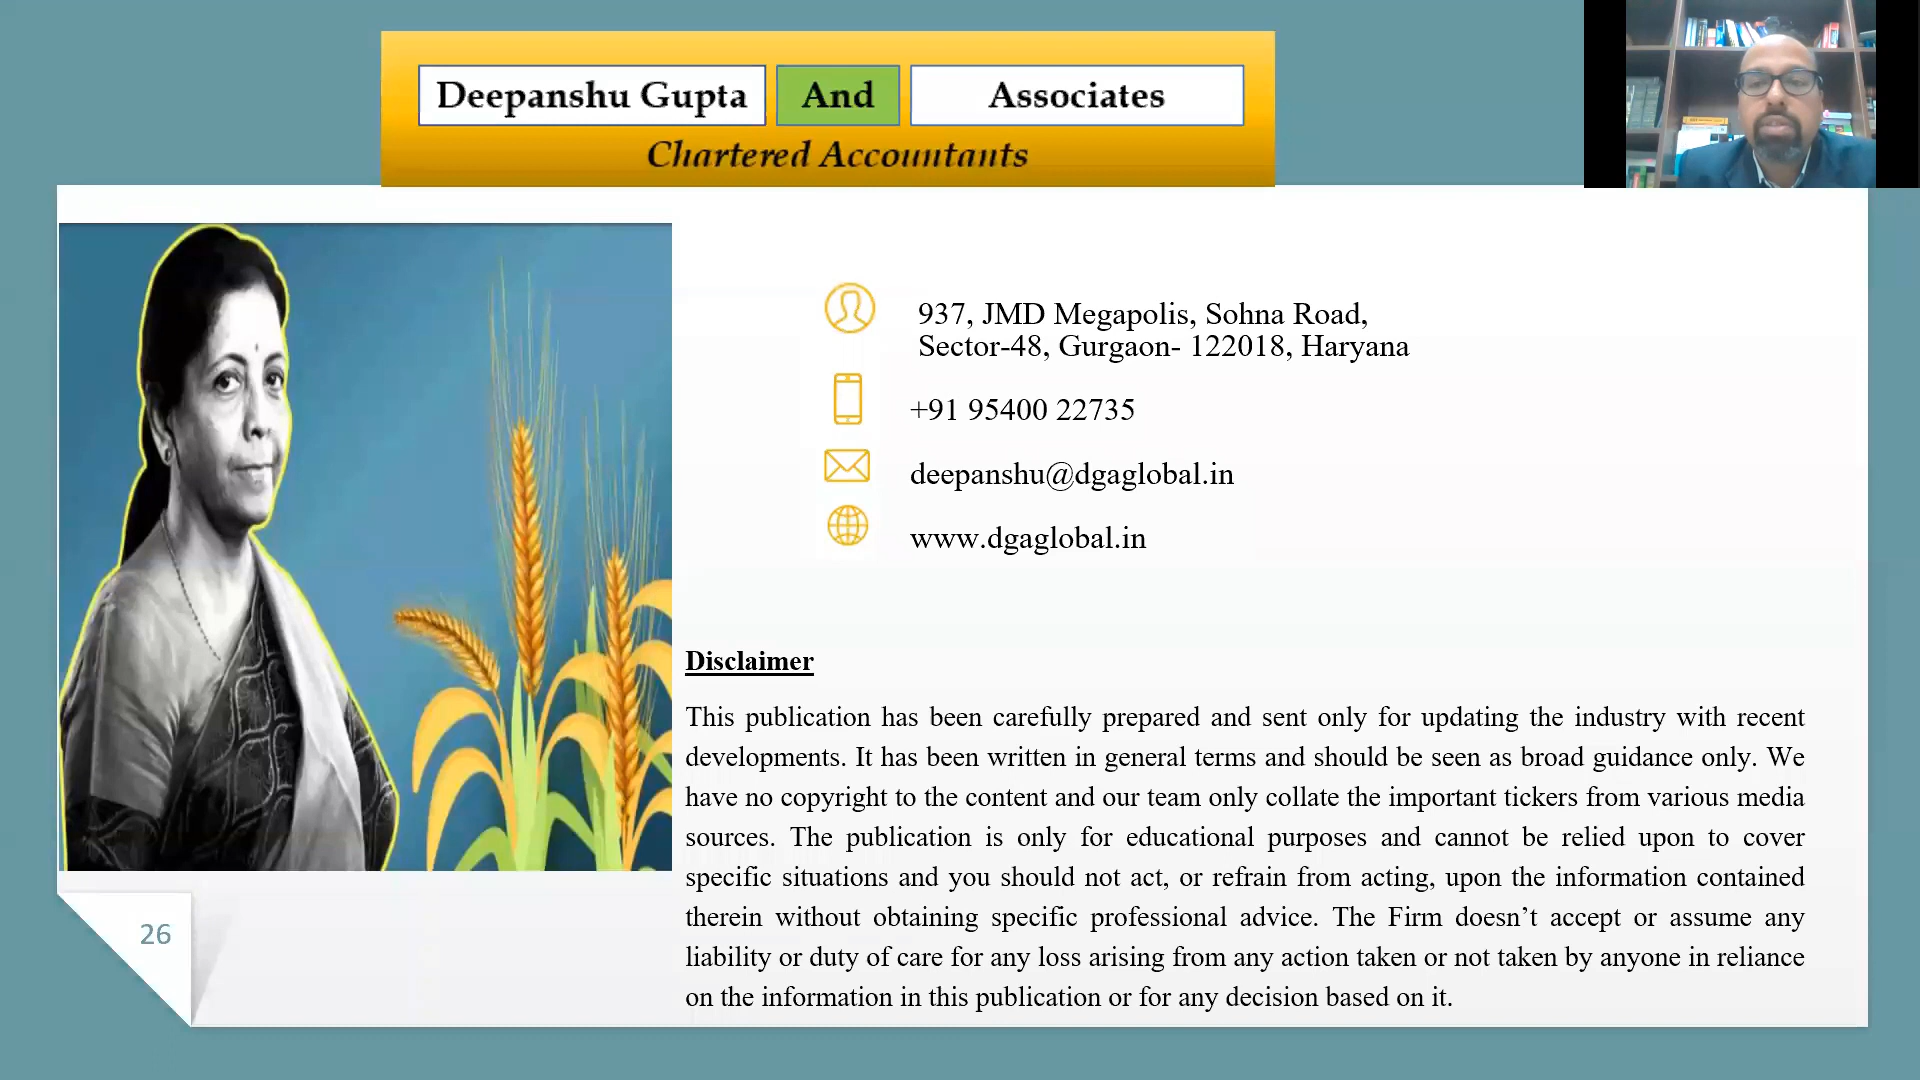 Deepanshu Gupta And Associates
Chartered Accountants
937, JMD Megapolis, Sohna Road,
Sector-48, Gurgaon- 122018, Haryana
+91 95400 22735
deepanshu@dgaglobal.in
www.dgaglobal.in
Disclaimer
This publication has been carefully prepared and sent only for updating the industry with recent
developments. It has been written in general terms and should be seen as broad guidance only. We
have no copyright to the content and our team only collate the important tickers from various media
sources. The publication is only for educational purposes and cannot be relied upon to cover
specific situations and you should not act, or refrain from acting, upon the information contained
therein without obtaining specific professional advice. The Firm doesn’t accept or assume any
liability or duty of care for any loss arising from any action taken or not taken by anyone in reliance
on the information in this publication or for any decision based on it.
26